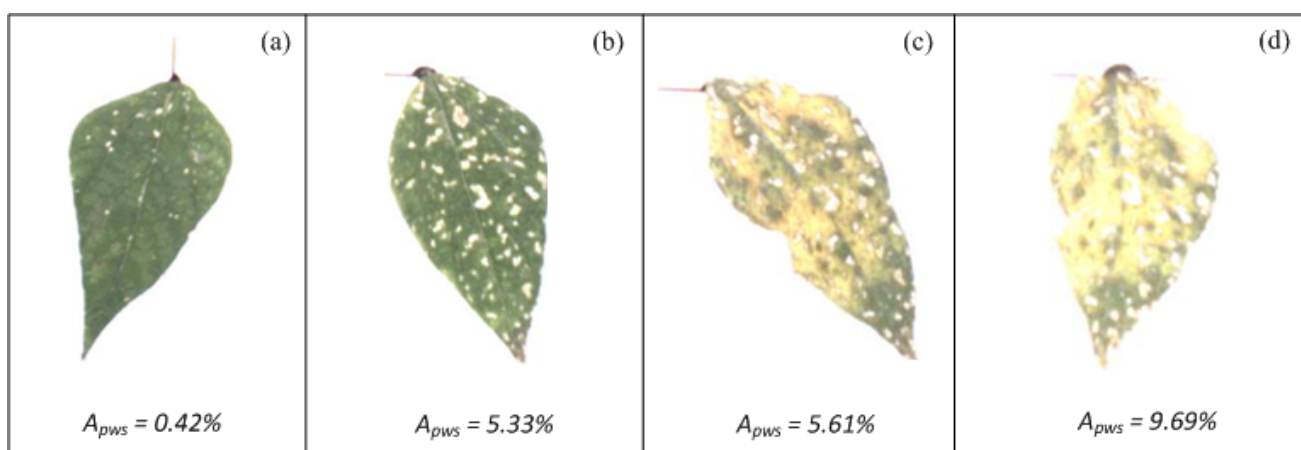 (a)
(b)
(c)
(d)
Apws = 0.42%
Apws = 5.33%
Apws = 5.61%
Apws = 9.69%